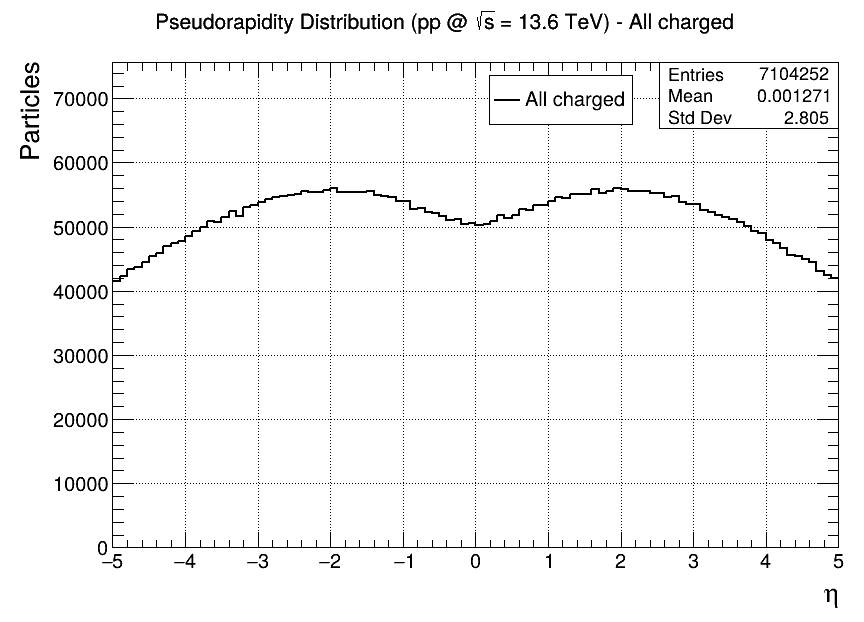 Pseudorapidity Distribution (pp @ √s = 13.6 TeV) - All charged
Particles
All charged
Entries 7104252
Mean 0.001271
Std Dev 2.805
70000
60000
50000
40000
30000
20000
10000
0
−5 −4 −3 −2 −1 0 1 2 3 4 5
η